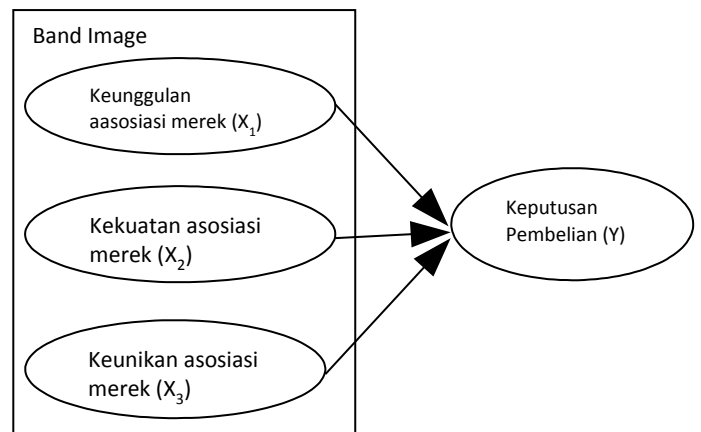 Band Image
Keunggulan
aasosiasi merek (X₁)
Kekuatan asosiasi
merek (X₂)
Keunikan asosiasi
merek (X₃)
Keputusan
Pembelian (Y)